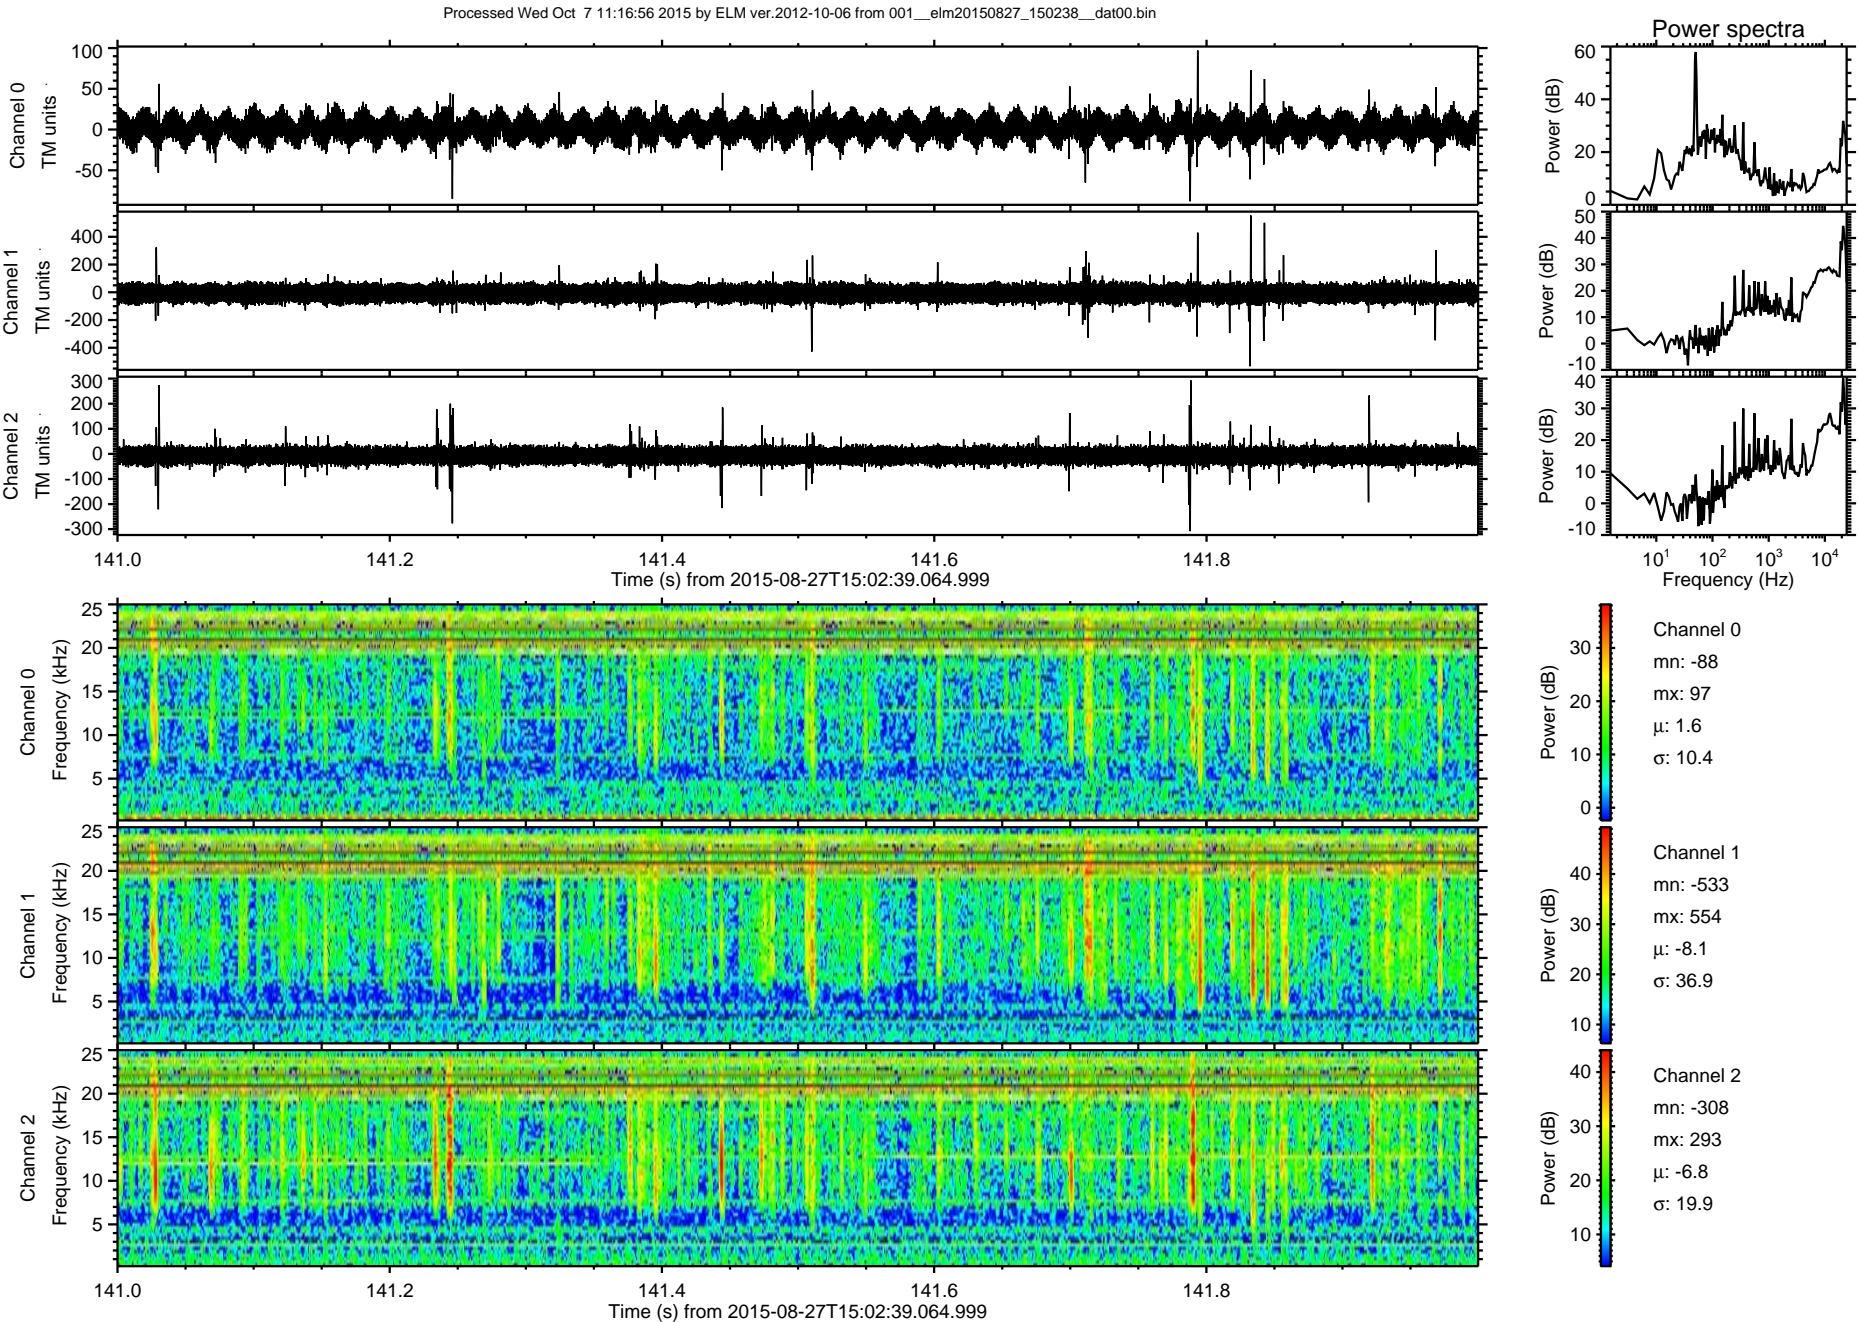 Processed Wed Oct 7 11:16:56 2015 by ELM ver.2012-10-06 from 001__elm20150827_150238__dat00.bin
Power spectra
Channel 0
TM units
100
50
0
-50
Power (dB)
60
40
20
0
Channel 1
TM units
400
200
0
-200
-400
Power (dB)
50
40
30
20
10
0
-10
Channel 2
TM units
300
200
100
0
-100
-200
-300
Power (dB)
40
30
20
10
0
-10
141.0 141.2 141.4 141.6 141.8
Time (s) from 2015-08-27T15:02:39.064.999
10¹ 10² 10³ 10⁴
Frequency (Hz)
Channel 0
Frequency (kHz)
25
20
15
10
5
Power (dB)
30
20
10
0
Channel 0
mn: -88
mx: 97
μ: 1.6
σ: 10.4
Channel 1
Frequency (kHz)
25
20
15
10
5
Power (dB)
40
30
20
10
Channel 1
mn: -533
mx: 554
μ: -8.1
σ: 36.9
Channel 2
Frequency (kHz)
25
20
15
10
5
Power (dB)
40
30
20
10
Channel 2
mn: -308
mx: 293
μ: -6.8
σ: 19.9
141.0 141.2 141.4 141.6 141.8
Time (s) from 2015-08-27T15:02:39.064.999